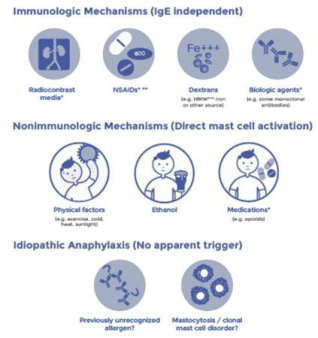 Immunologic Mechanisms (IgE independent)
Fe+++
Radiocontrast
media*
NSAIDs* **
Dextrans
(e.g., iron
or other source)
Biologic agents*
(e.g., some monoclonal
antibodies)
Nonimmunologic Mechanisms (Direct mast cell activation)
Physical factors
(e.g. exercise, cold,
heat, sunlight)
Ethanol
Medications*
(e.g. opioids)
Idiopathic Anaphylaxis (No apparent trigger)
Previously unrecognized
allergen?
Mastocytosis / clonal
mast cell disorder?